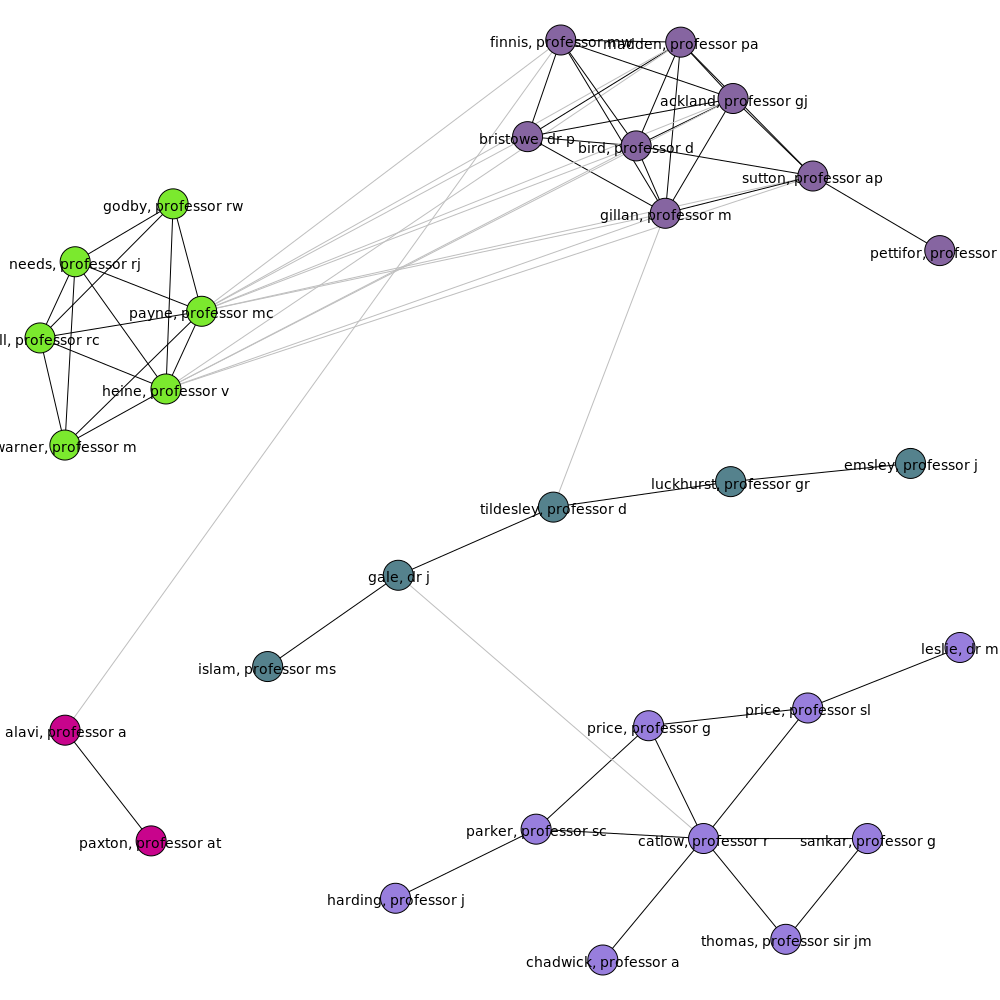 finnis, professor mw
madden, professor pa
ackland, professor gj
bristowe, dr p
bird, professor d
sutton, professor ap
godby, professor rw
gillan, professor m
pettifor, professor
needs, professor rj
payne, professor mc
ll, professor rc
heine, professor v
warner, professor m
emsley, professor j
luckhurst, professor gr
tildesley, professor d
gale, dr j
leslie, dr m
islam, professor ms
price, professor sl
price, professor g
alavi, professor a
parker, professor sc
catlow, professor r
sankar, professor g
paxton, professor at
harding, professor j
thomas, professor sir jm
chadwick, professor a